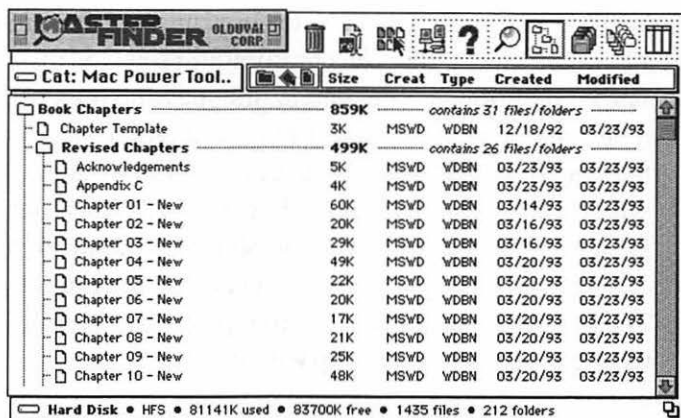 MASTER FINDER OLDUVAI CORP.
?
Cat: Mac Power Tool.. Size Creat Type Created Modified
Book Chapters 859K contains 31 files/folders
Chapter Template 3K MSWD WDBN 12/18/92 03/23/93
Revised Chapters 499K contains 26 files/folders
Acknowledgements 5K MSWD WDBN 03/23/93 03/23/93
Appendix C 4K MSWD WDBN 03/23/93 03/23/93
Chapter 01 - New 60K MSWD WDBN 03/14/93 03/23/93
Chapter 02 - New 20K MSWD WDBN 03/16/93 03/23/93
Chapter 03 - New 29K MSWD WDBN 03/16/93 03/23/93
Chapter 04 - New 49K MSWD WDBN 03/20/93 03/23/93
Chapter 05 - New 22K MSWD WDBN 03/20/93 03/23/93
Chapter 06 - New 20K MSWD WDBN 03/20/93 03/23/93
Chapter 07 - New 17K MSWD WDBN 03/20/93 03/23/93
Chapter 08 - New 21K MSWD WDBN 03/20/93 03/23/93
Chapter 09 - New 25K MSWD WDBN 03/20/93 03/23/93
Chapter 10 - New 48K MSWD WDBN 03/20/93 03/23/93
Hard Disk • HFS • 81141K used • 83700K free • 1435 files • 212 folders